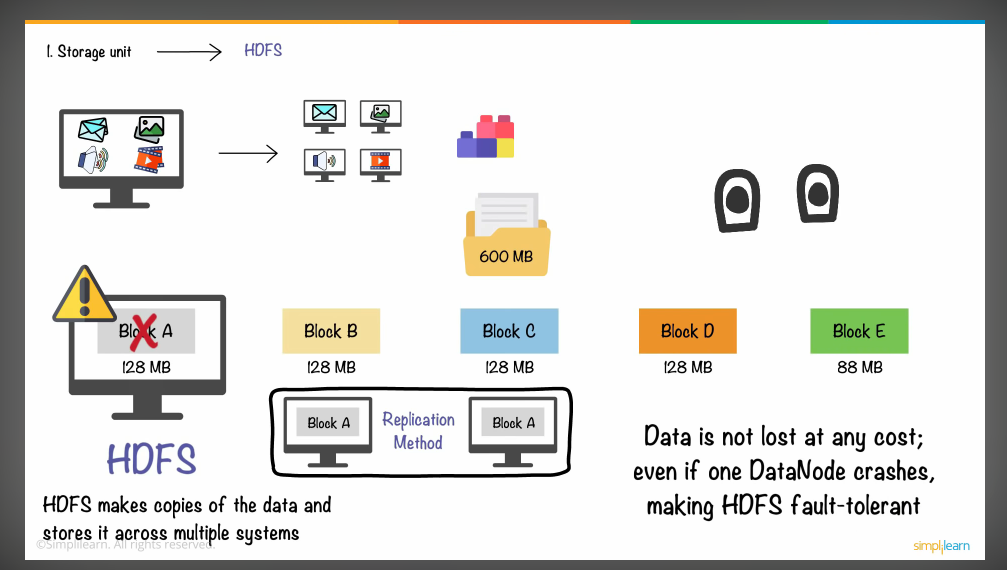 1. Storage unit
HDFS
600 MB
Block A
Block B
Block C
Block D
Block E
128 MB
128 MB
128 MB
128 MB
88 MB
Block A
Replication
Method
Block A
HDFS
HDFS makes copies of the data and
stores it across multiple systems
Data is not lost at any cost;
even if one DataNode crashes,
making HDFS fault-tolerant
©Simplilearn. All rights reserved.
simplilearn